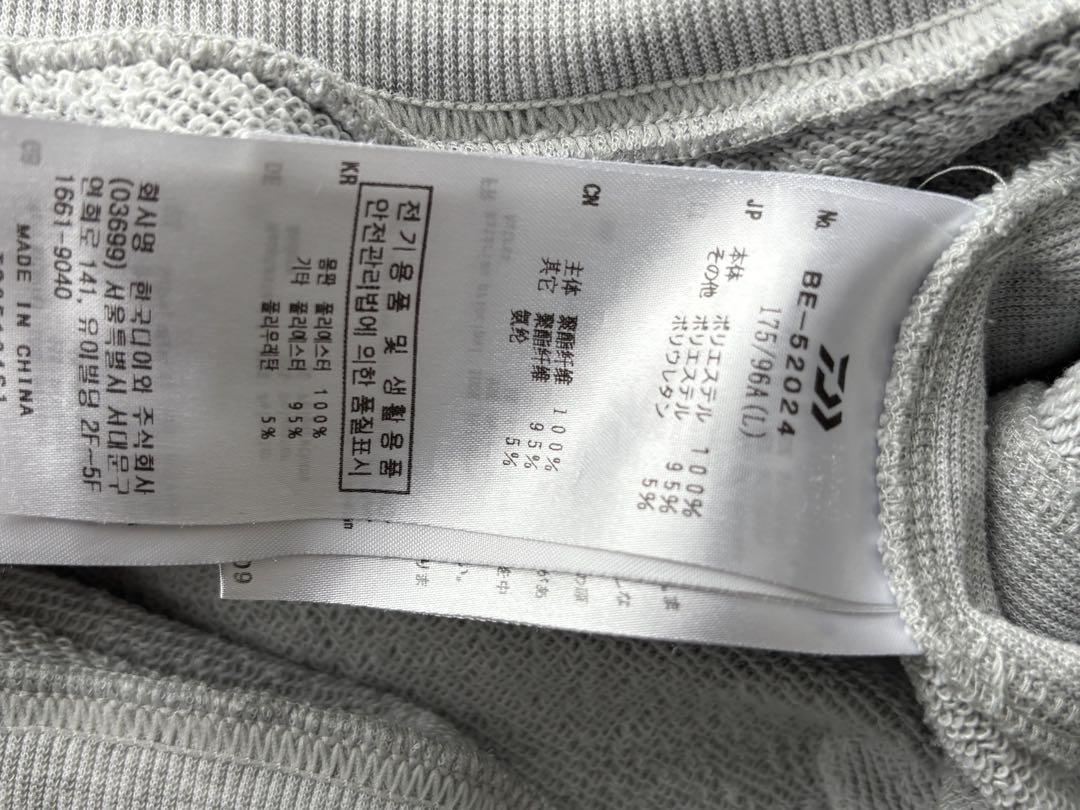 No. BE-52024
175/96A(L)
JP
本体 ポリエステル 100%
その他 ポリエステル 95%
ポリウレタン 5%
CN
主体 聚酯纤维 100%
其它 聚酯纤维 95%
氨纶 5%
KR
전기용품 및 생활용품
안전관리법에 의한 품질표시
몸판 폴리에스터 100%
기타 폴리에스터 95%
폴리우레탄 5%
회사명 한국다이와 주식회사
(03699) 서울특별시 서대문구
연희로 141, 유이빌딩 2F-5F
1661-9040
MADE IN CHINA